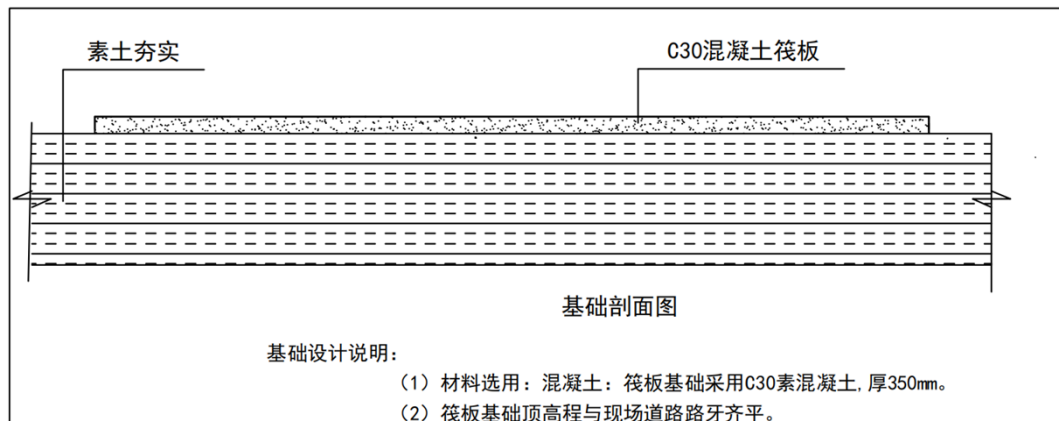 素土夯实
C30混凝土筏板
基础剖面图
基础设计说明:
(1) 材料选用: 混凝土: 筏板基础采用C30素混凝土, 厚350mm。
(2) 筏板基础顶高程与现场道路路牙齐平。